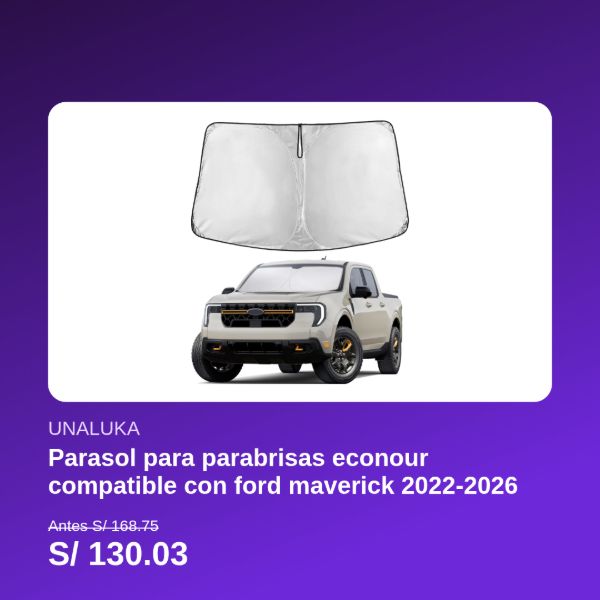 UNALUKA
Parasol para parabrisas econour
compatible con ford maverick 2022-2026
Antes S/ 168.75
S/ 130.03